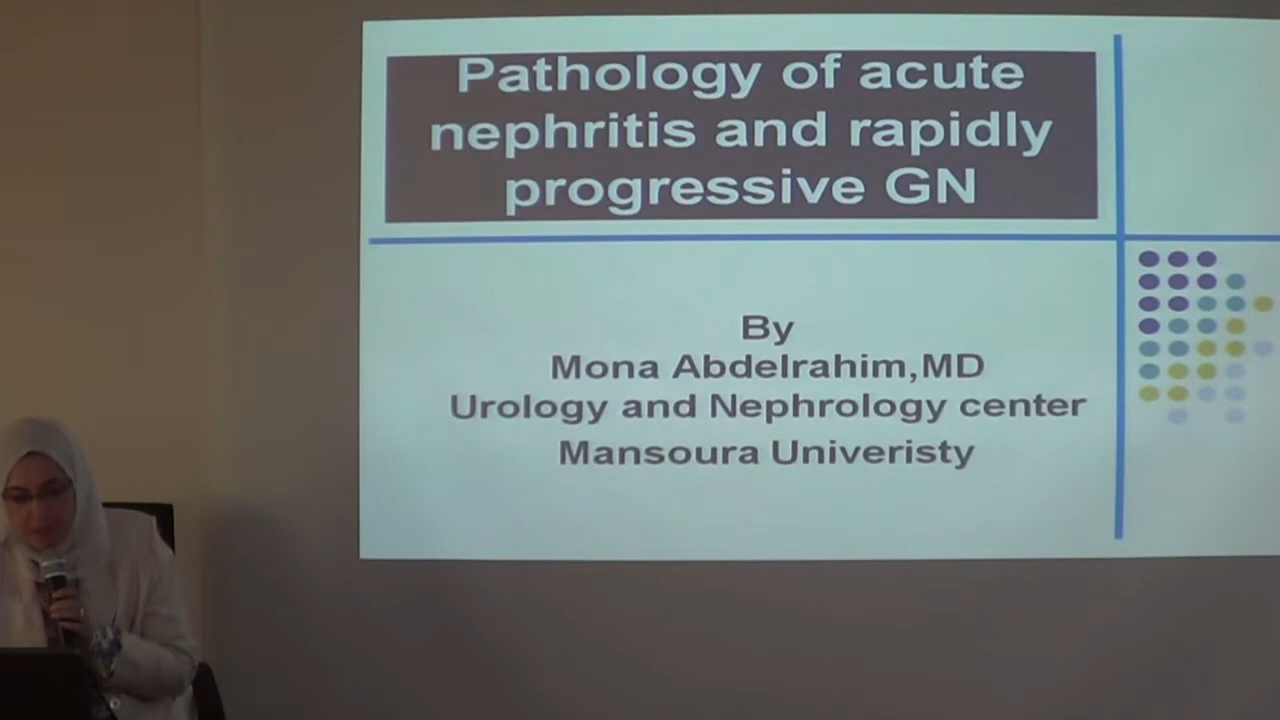 Pathology of acute
nephritis and rapidly
progressive GN
By
Mona Abdelrahim,MD
Urology and Nephrology center
Mansoura Univeristy